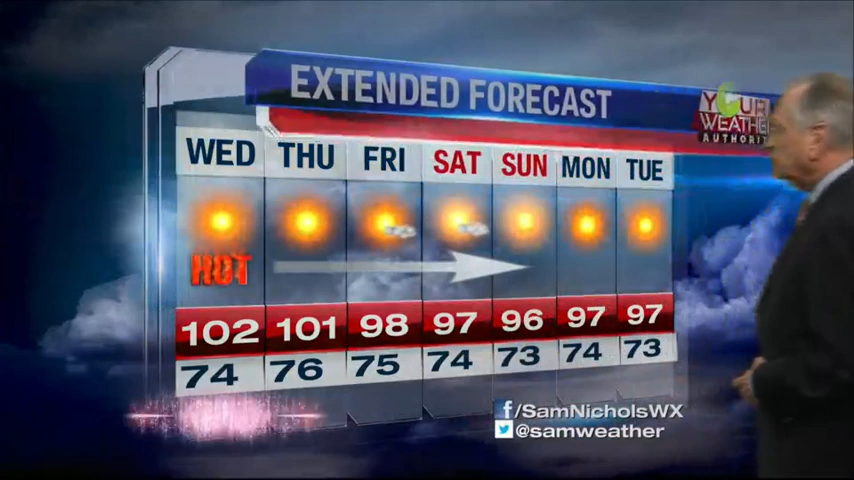 EXTENDED FORECAST
YOUR
WEATHER
AUTHORITY
WED THU FRI SAT SUN MON TUE
HOT
102 101 98 97 96 97 97
74 76 75 74 73 74 73
f/SamNicholsWX
@samweather